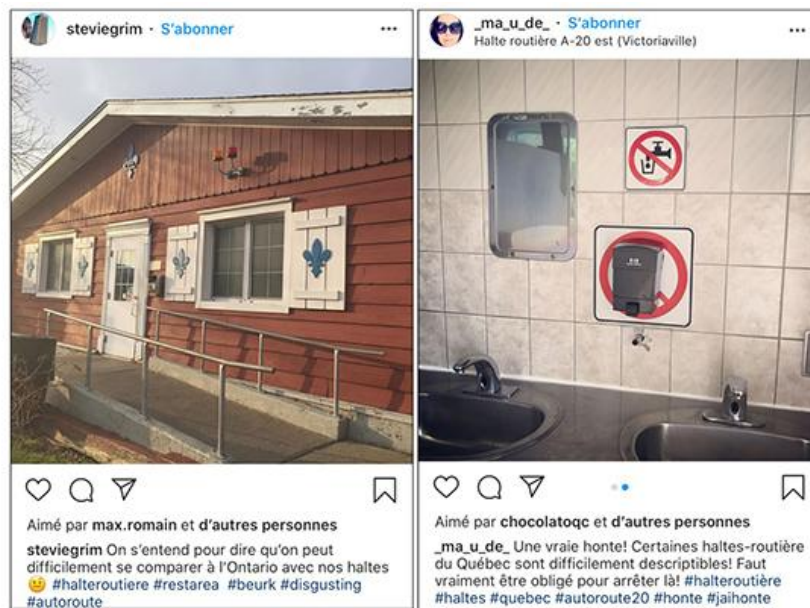 steviegrim · S'abonner
_ma_u_de_ · S'abonner
Halte routière A-20 est (Victoriaville)
Aimé par max.romain et d'autres personnes
steviegrim On s'entend pour dire qu'on peut
difficilement se comparer à l'Ontario avec nos haltes
😉 #halteroutiere #restarea #beurk #disgusting
#autoroute
Aimé par chocolatoqc et d'autres personnes
_ma_u_de_ Une vraie honte! Certaines haltes-routière
du Québec sont difficilement descriptibles! Faut
vraiment être obligé pour arrêter là! #halteroutière
#haltes #quebec #autoroute20 #honte #jaihonte